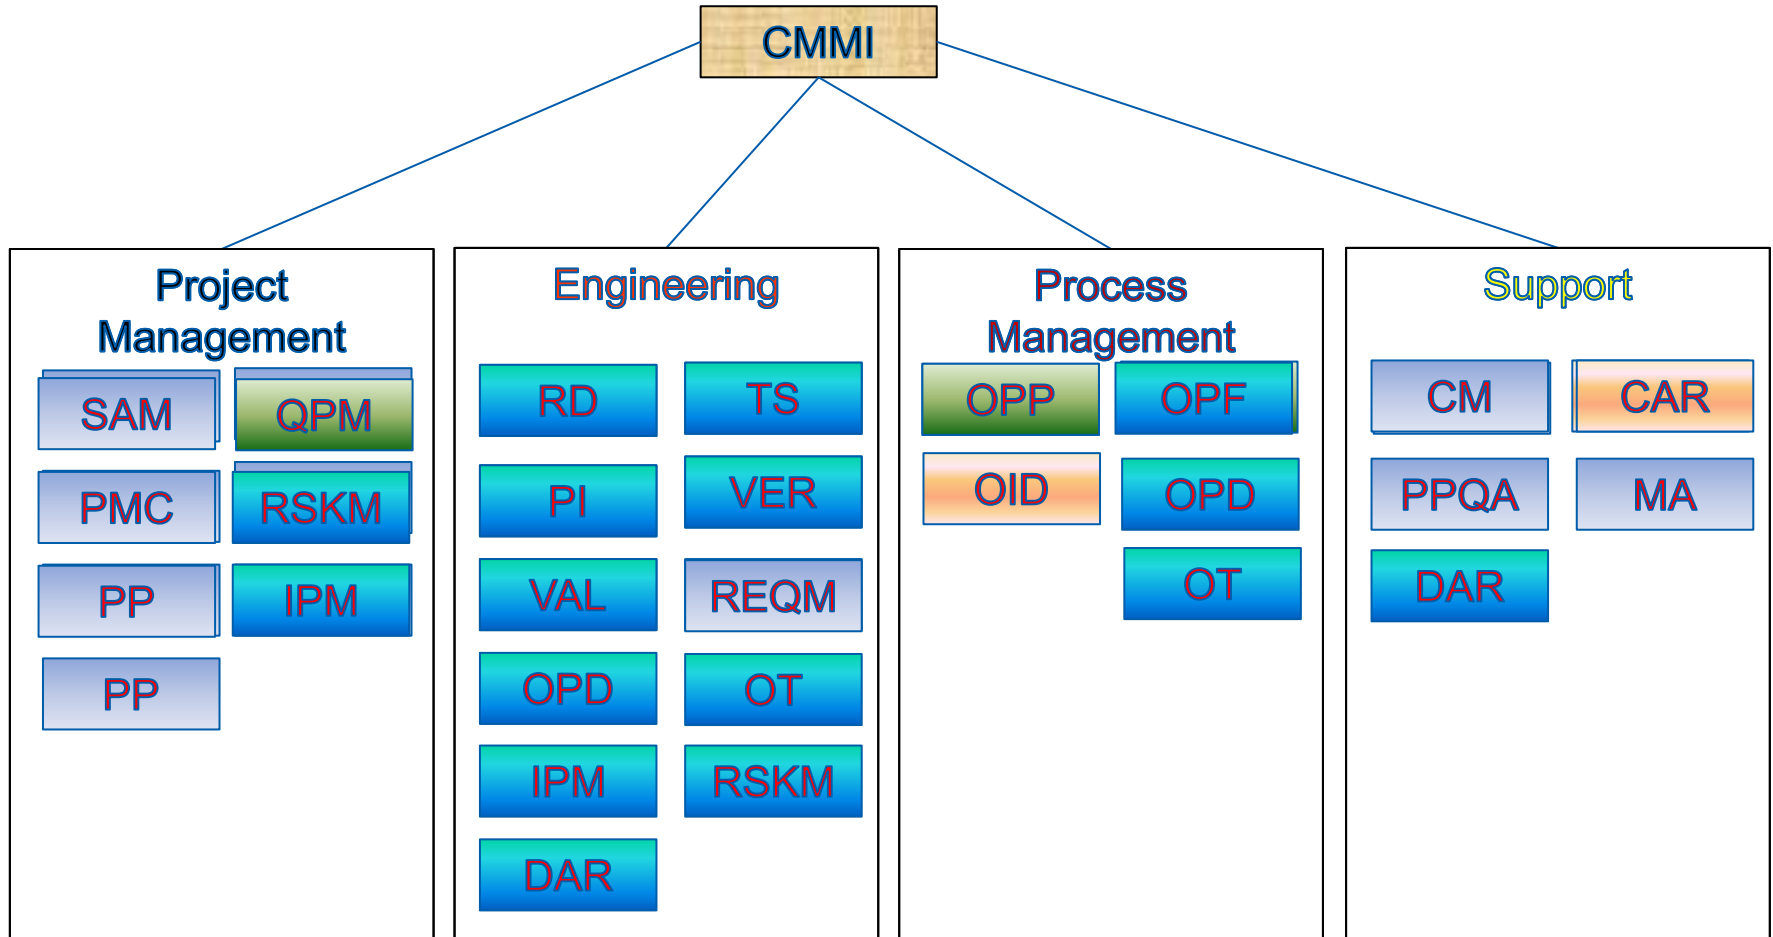 CMMI
Project
Management
SAM
QPM
PMC
RSKM
PP
IPM
PP
Engineering
RD
TS
PI
VER
VAL
REQM
OPD
OT
IPM
RSKM
DAR
Process
Management
OPP
OPF
OID
OPD
OT
Support
CM
CAR
PPQA
MA
DAR